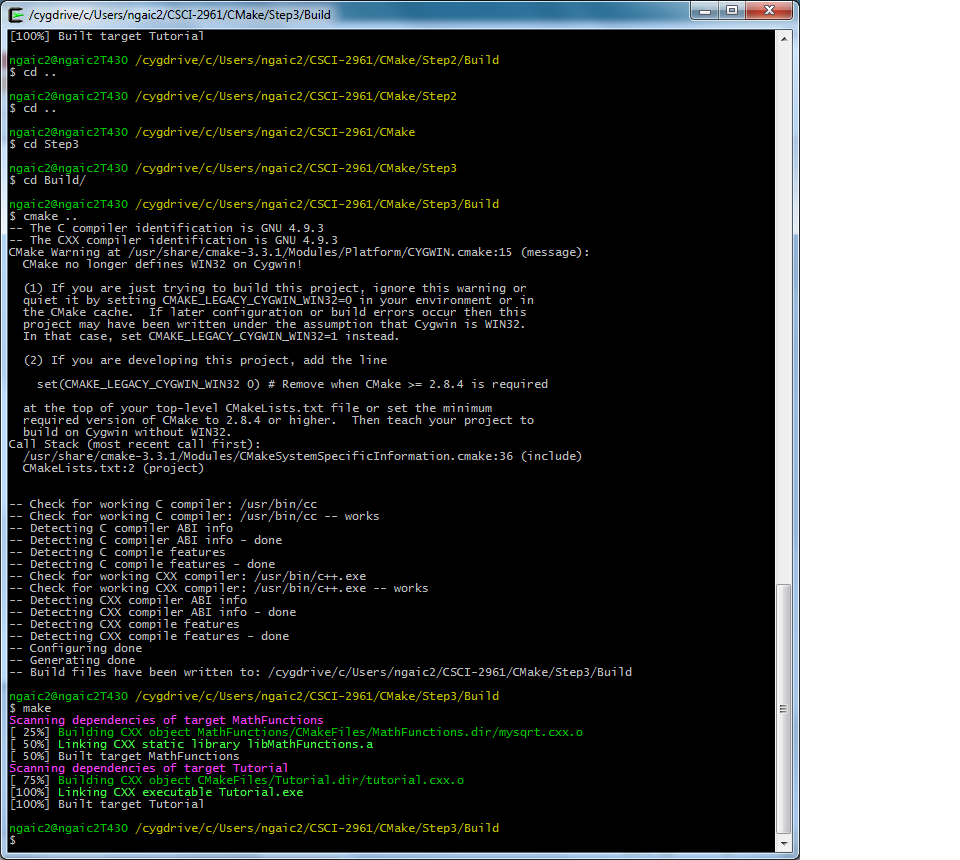 /cygdrive/c/Users/ngaic2/CSCI-2961/CMake/Step3/Build
[100%] Built target Tutorial
ngaic2@ngaic2T430 /cygdrive/c/Users/ngaic2/CSCI-2961/CMake/Step2/Build
$ cd ..
ngaic2@ngaic2T430 /cygdrive/c/Users/ngaic2/CSCI-2961/CMake/Step2
$ cd ..
ngaic2@ngaic2T430 /cygdrive/c/Users/ngaic2/CSCI-2961/CMake
$ cd Step3
ngaic2@ngaic2T430 /cygdrive/c/Users/ngaic2/CSCI-2961/CMake/Step3
$ cd Build/
ngaic2@ngaic2T430 /cygdrive/c/Users/ngaic2/CSCI-2961/CMake/Step3/Build
$ cmake ..
-- The C compiler identification is GNU 4.9.3
-- The CXX compiler identification is GNU 4.9.3
CMake Warning at /usr/share/cmake-3.3.1/Modules/Platform/CYGWIN.cmake:15 (message):
  CMake no longer defines WIN32 on Cygwin!
  (1) If you are just trying to build this project, ignore this warning or
  quiet it by setting CMAKE_LEGACY_CYGWIN_WIN32=0 in your environment or in
  the CMake cache.  If later configuration or build errors occur then this
  project may have been written under the assumption that Cygwin is WIN32.
  In that case, set CMAKE_LEGACY_CYGWIN_WIN32=1 instead.
  (2) If you are developing this project, add the line
    set(CMAKE_LEGACY_CYGWIN_WIN32 0) # Remove when CMake >= 2.8.4 is required
  at the top of your top-level CMakeLists.txt file or set the minimum
  required version of CMake to 2.8.4 or higher.  Then teach your project to
  build on Cygwin without WIN32.
Call Stack (most recent call first):
  /usr/share/cmake-3.3.1/Modules/CMakeSystemSpecificInformation.cmake:36 (include)
  CMakeLists.txt:2 (project)
-- Check for working C compiler: /usr/bin/cc
-- Check for working C compiler: /usr/bin/cc -- works
-- Detecting C compiler ABI info
-- Detecting C compiler ABI info - done
-- Detecting C compile features
-- Detecting C compile features - done
-- Check for working CXX compiler: /usr/bin/c++.exe
-- Check for working CXX compiler: /usr/bin/c++.exe -- works
-- Detecting CXX compiler ABI info
-- Detecting CXX compiler ABI info - done
-- Detecting CXX compile features
-- Detecting CXX compile features - done
-- Configuring done
-- Generating done
-- Build files have been written to: /cygdrive/c/Users/ngaic2/CSCI-2961/CMake/Step3/Build
ngaic2@ngaic2T430 /cygdrive/c/Users/ngaic2/CSCI-2961/CMake/Step3/Build
$ make
Scanning dependencies of target MathFunctions
[ 25%] Building CXX object MathFunctions/CMakeFiles/MathFunctions.dir/mysqrt.cxx.o
[ 50%] Linking CXX static library libMathFunctions.a
[ 50%] Built target MathFunctions
Scanning dependencies of target Tutorial
[ 75%] Building CXX object CMakeFiles/Tutorial.dir/tutorial.cxx.o
[100%] Linking CXX executable Tutorial.exe
[100%] Built target Tutorial
ngaic2@ngaic2T430 /cygdrive/c/Users/ngaic2/CSCI-2961/CMake/Step3/Build
$